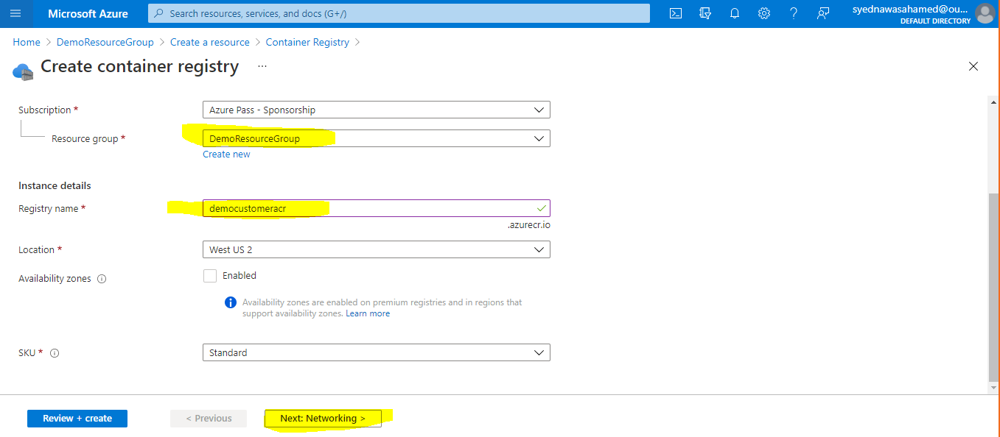 Microsoft Azure
Search resources, services, and docs (G+/)
syednawasahamed@ou...
DEFAULT DIRECTORY
Home > DemoResourceGroup > Create a resource > Container Registry >
Create container registry ...
Subscription *
Azure Pass - Sponsorship
Resource group *
DemoResourceGroup
Create new
Instance details
Registry name *
democustomeracr
.azurecr.io
Location *
West US 2
Availability zones
Enabled
Availability zones are enabled on premium registries and in regions that
support availability zones. Learn more
SKU *
Standard
Review + create
< Previous
Next: Networking >